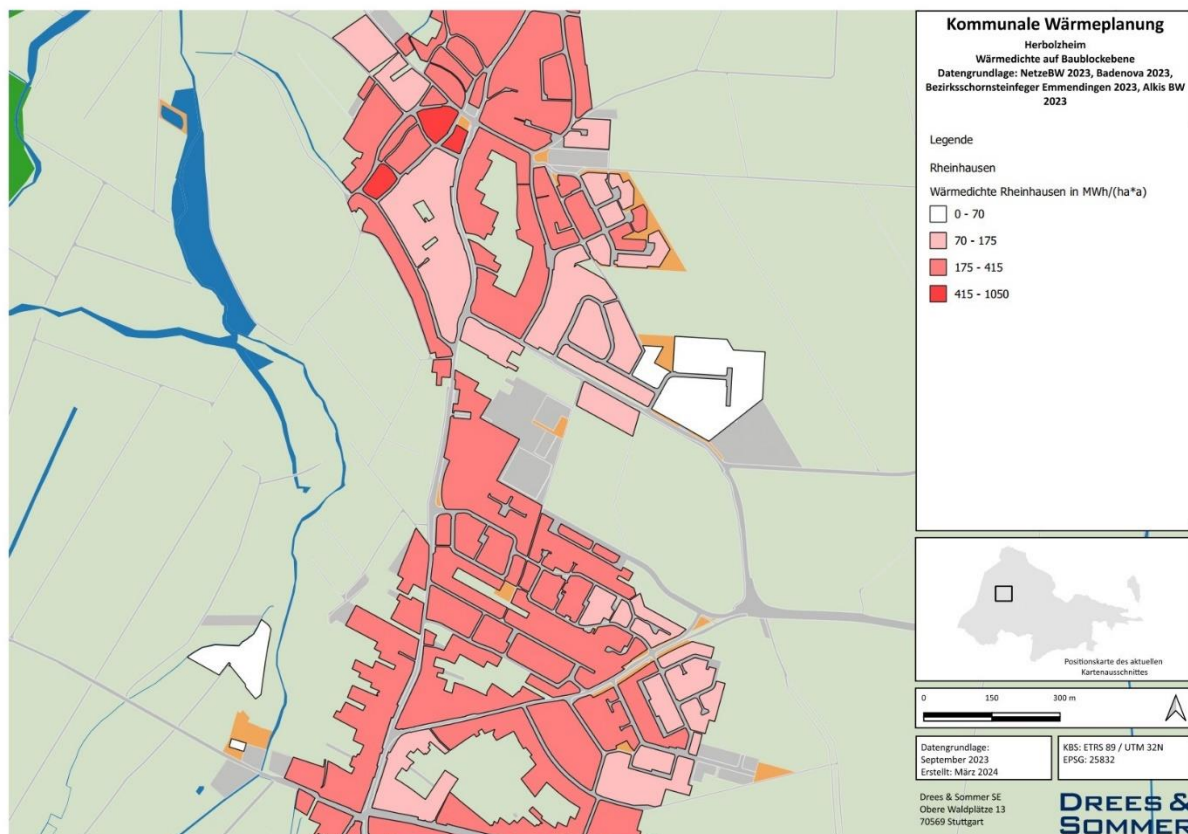 Kommunale Wärmeplanung
Herbolzheim
Wärmedichte auf Baublockebene
Datengrundlage: NetzeBW 2023, Badenova 2023,
Bezirksschornsteinfeger Emmendingen 2023, Alkis BW
2023
Legende
Rheinhausen
Wärmedichte Rheinhausen in MWh/(ha*a)
0 - 70
70 - 175
175 - 415
415 - 1050
Positionskarte des aktuellen
Kartenausschnittes
0 150 300 m
Datengrundlage:
September 2023
Erstellt: März 2024
KBS: ETRS 89 / UTM 32N
EPSG: 25832
Drees & Sommer SE
Obere Waldplätze 13
70569 Stuttgart
DREES &
SOMMER